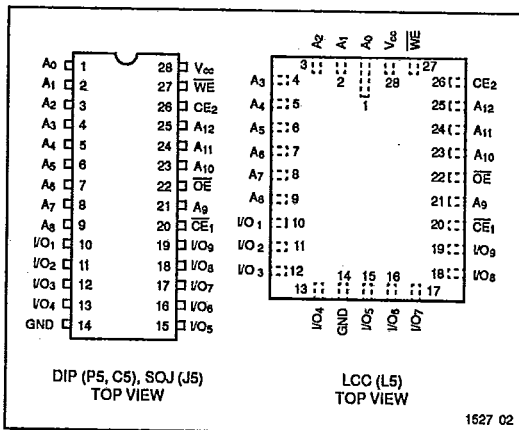 A0 1 28 Vcc
A1 2 27 WE
A2 3 26 CE2
A3 4 25 A12
A4 5 24 A11
A5 6 23 A10
A6 7 22 OE
A7 8 21 A9
A8 9 20 CE1
I/O1 10 19 I/O9
I/O2 11 18 I/O8
I/O3 12 17 I/O7
I/O4 13 16 I/O6
GND 14 15 I/O5
DIP (P5, C5), SOJ (J5)
TOP VIEW
A2 A1 A0 Vcc WE
3 2 1 28 27
A3 4 26 CE2
A4 5 25 A12
A5 6 24 A11
A6 7 23 A10
A7 8 22 OE
A8 9 21 A9
I/O1 10 20 CE1
I/O2 11 19 I/O9
I/O3 12 18 I/O8
13 14 15 16 17
I/O4 GND I/O5 I/O6 I/O7
LCC (L5)
TOP VIEW
1527 02